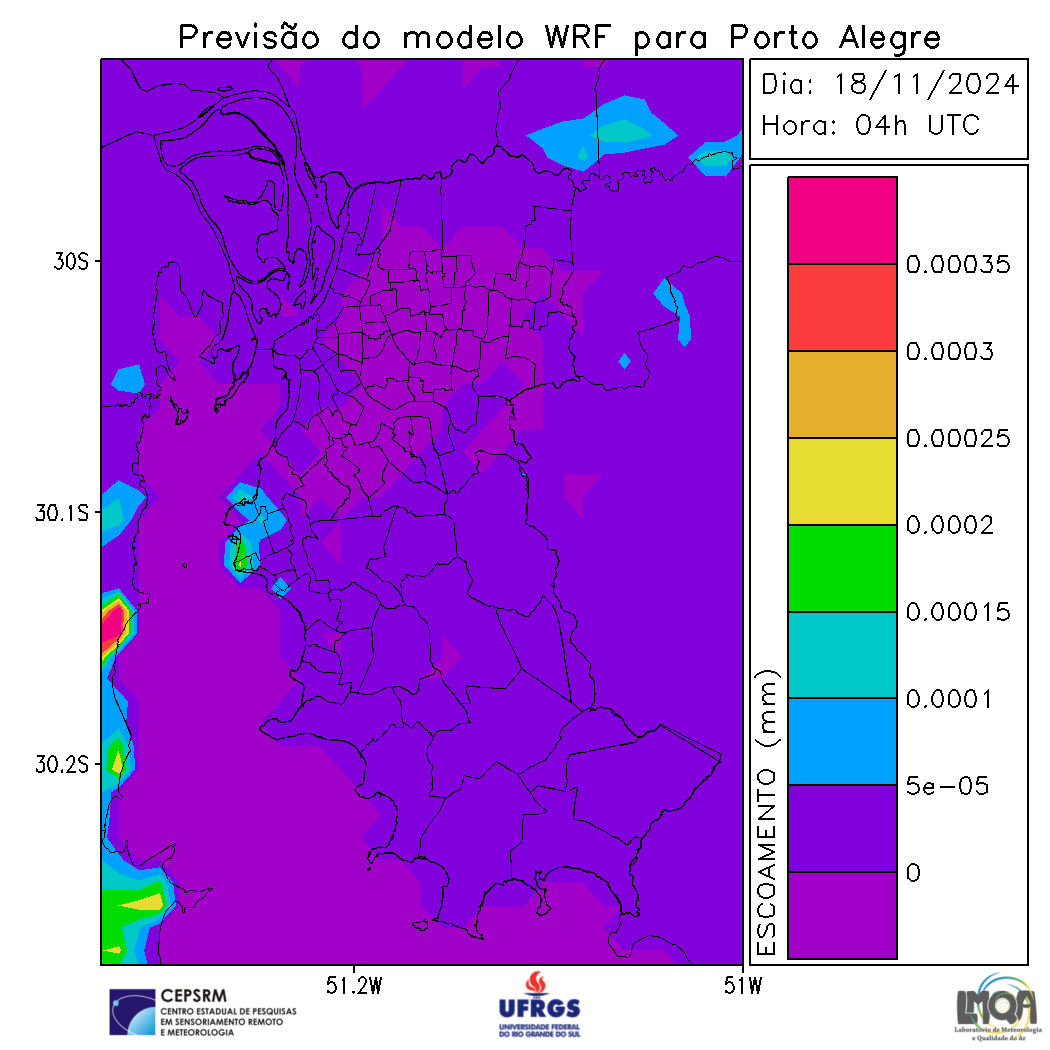 Previsão do modelo WRF para Porto Alegre
Dia: 18/11/2024
Hora: 04h UTC
30S
30.1S
30.2S
51.2W
51W
ESCOAMENTO (mm)
0.00035
0.0003
0.00025
0.0002
0.00015
0.0001
5e-05
0
CEPSRM
CENTRO ESTADUAL DE PESQUISAS
EM SENSORIAMENTO REMOTO
E METEOROLOGIA
UFRGS
UNIVERSIDADE FEDERAL
DO RIO GRANDE DO SUL
LMQA
Laboratório de Meteorologia
e Qualidade do Ar